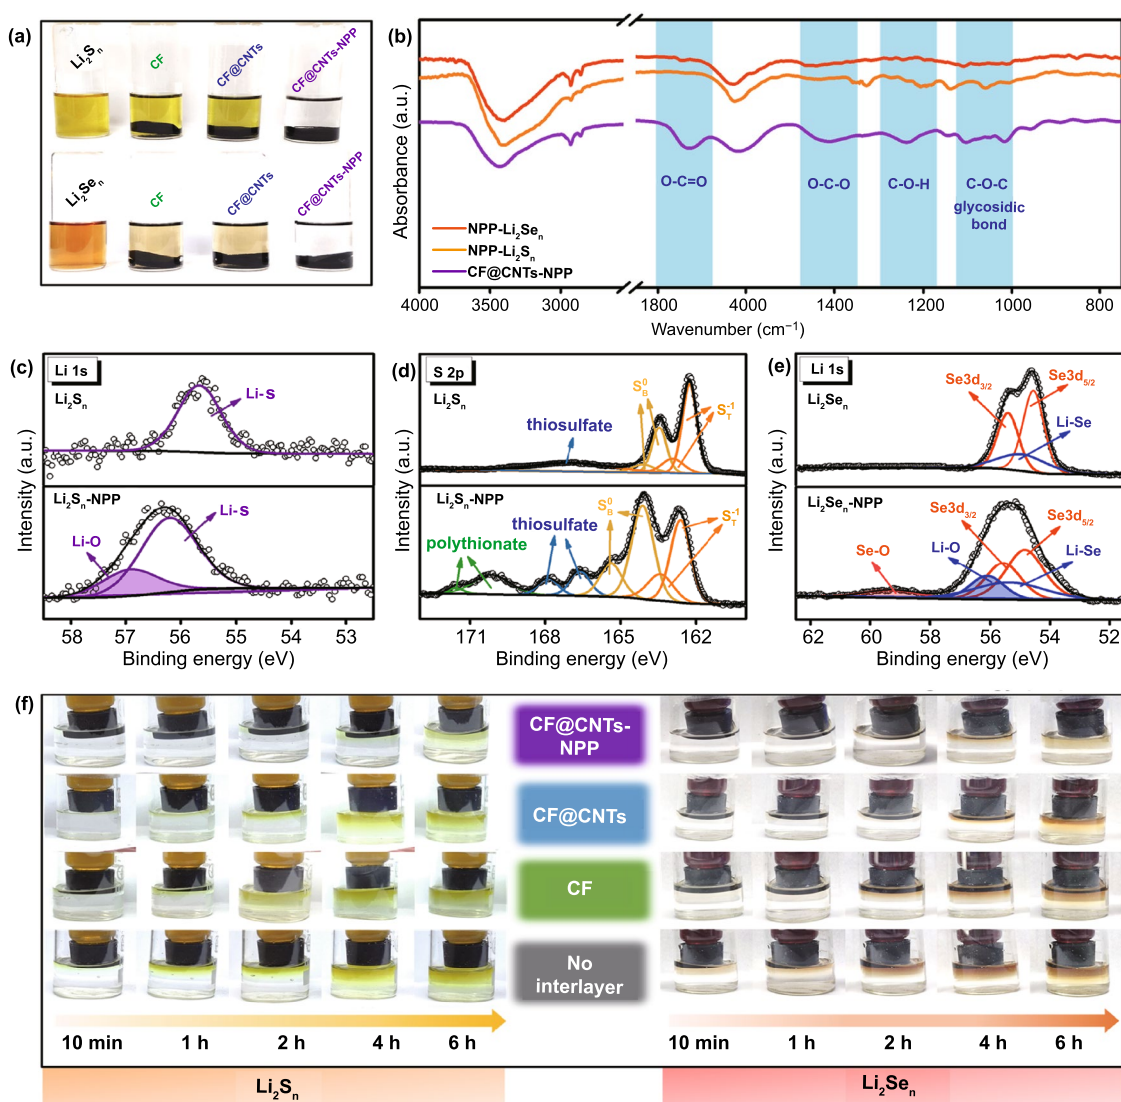 (a)
Li₂Sₙ
CF
CF@CNTs
CF@CNTs-NPP
Li₂Seₙ
CF
CF@CNTs
CF@CNTs-NPP
(b)
Absorbance (a.u.)
O-C=O
O-C-O
C-O-H
C-O-C
glycosidic
bond
NPP-Li₂Seₙ
NPP-Li₂Sₙ
CF@CNTs-NPP
4000 3500 3000 1800 4000 1400 1200 1000 800
Wavenumber (cm⁻¹)
(c)
Li 1s
Li₂Sₙ
Li-S
Li₂Sₙ-NPP
Li-S
Li-O
Intensity (a.u.)
58 57 56 55 54 53
Binding energy (eV)
(d)
S 2p
Li₂Sₙ
S⁰B
S⁻¹T
thiosulfate
Li₂Sₙ-NPP
S⁰B
S⁻¹T
thiosulfate
polythionate
Intensity (a.u.)
171 168 165 162
Binding energy (eV)
(e)
Li 1s
Li₂Seₙ
Se3d₃/₂
Se3d₅/₂
Li-Se
Li₂Seₙ-NPP
Se3d₃/₂
Se3d₅/₂
Se-O
Li-O
Li-Se
Intensity (a.u.)
62 60 58 56 54 52
Binding energy (eV)
(f)
CF@CNTs-
NPP
CF@CNTs
CF
No
interlayer
10 min 1 h 2 h 4 h 6 h
10 min 1 h 2 h 4 h 6 h
Li₂Sₙ
Li₂Seₙ